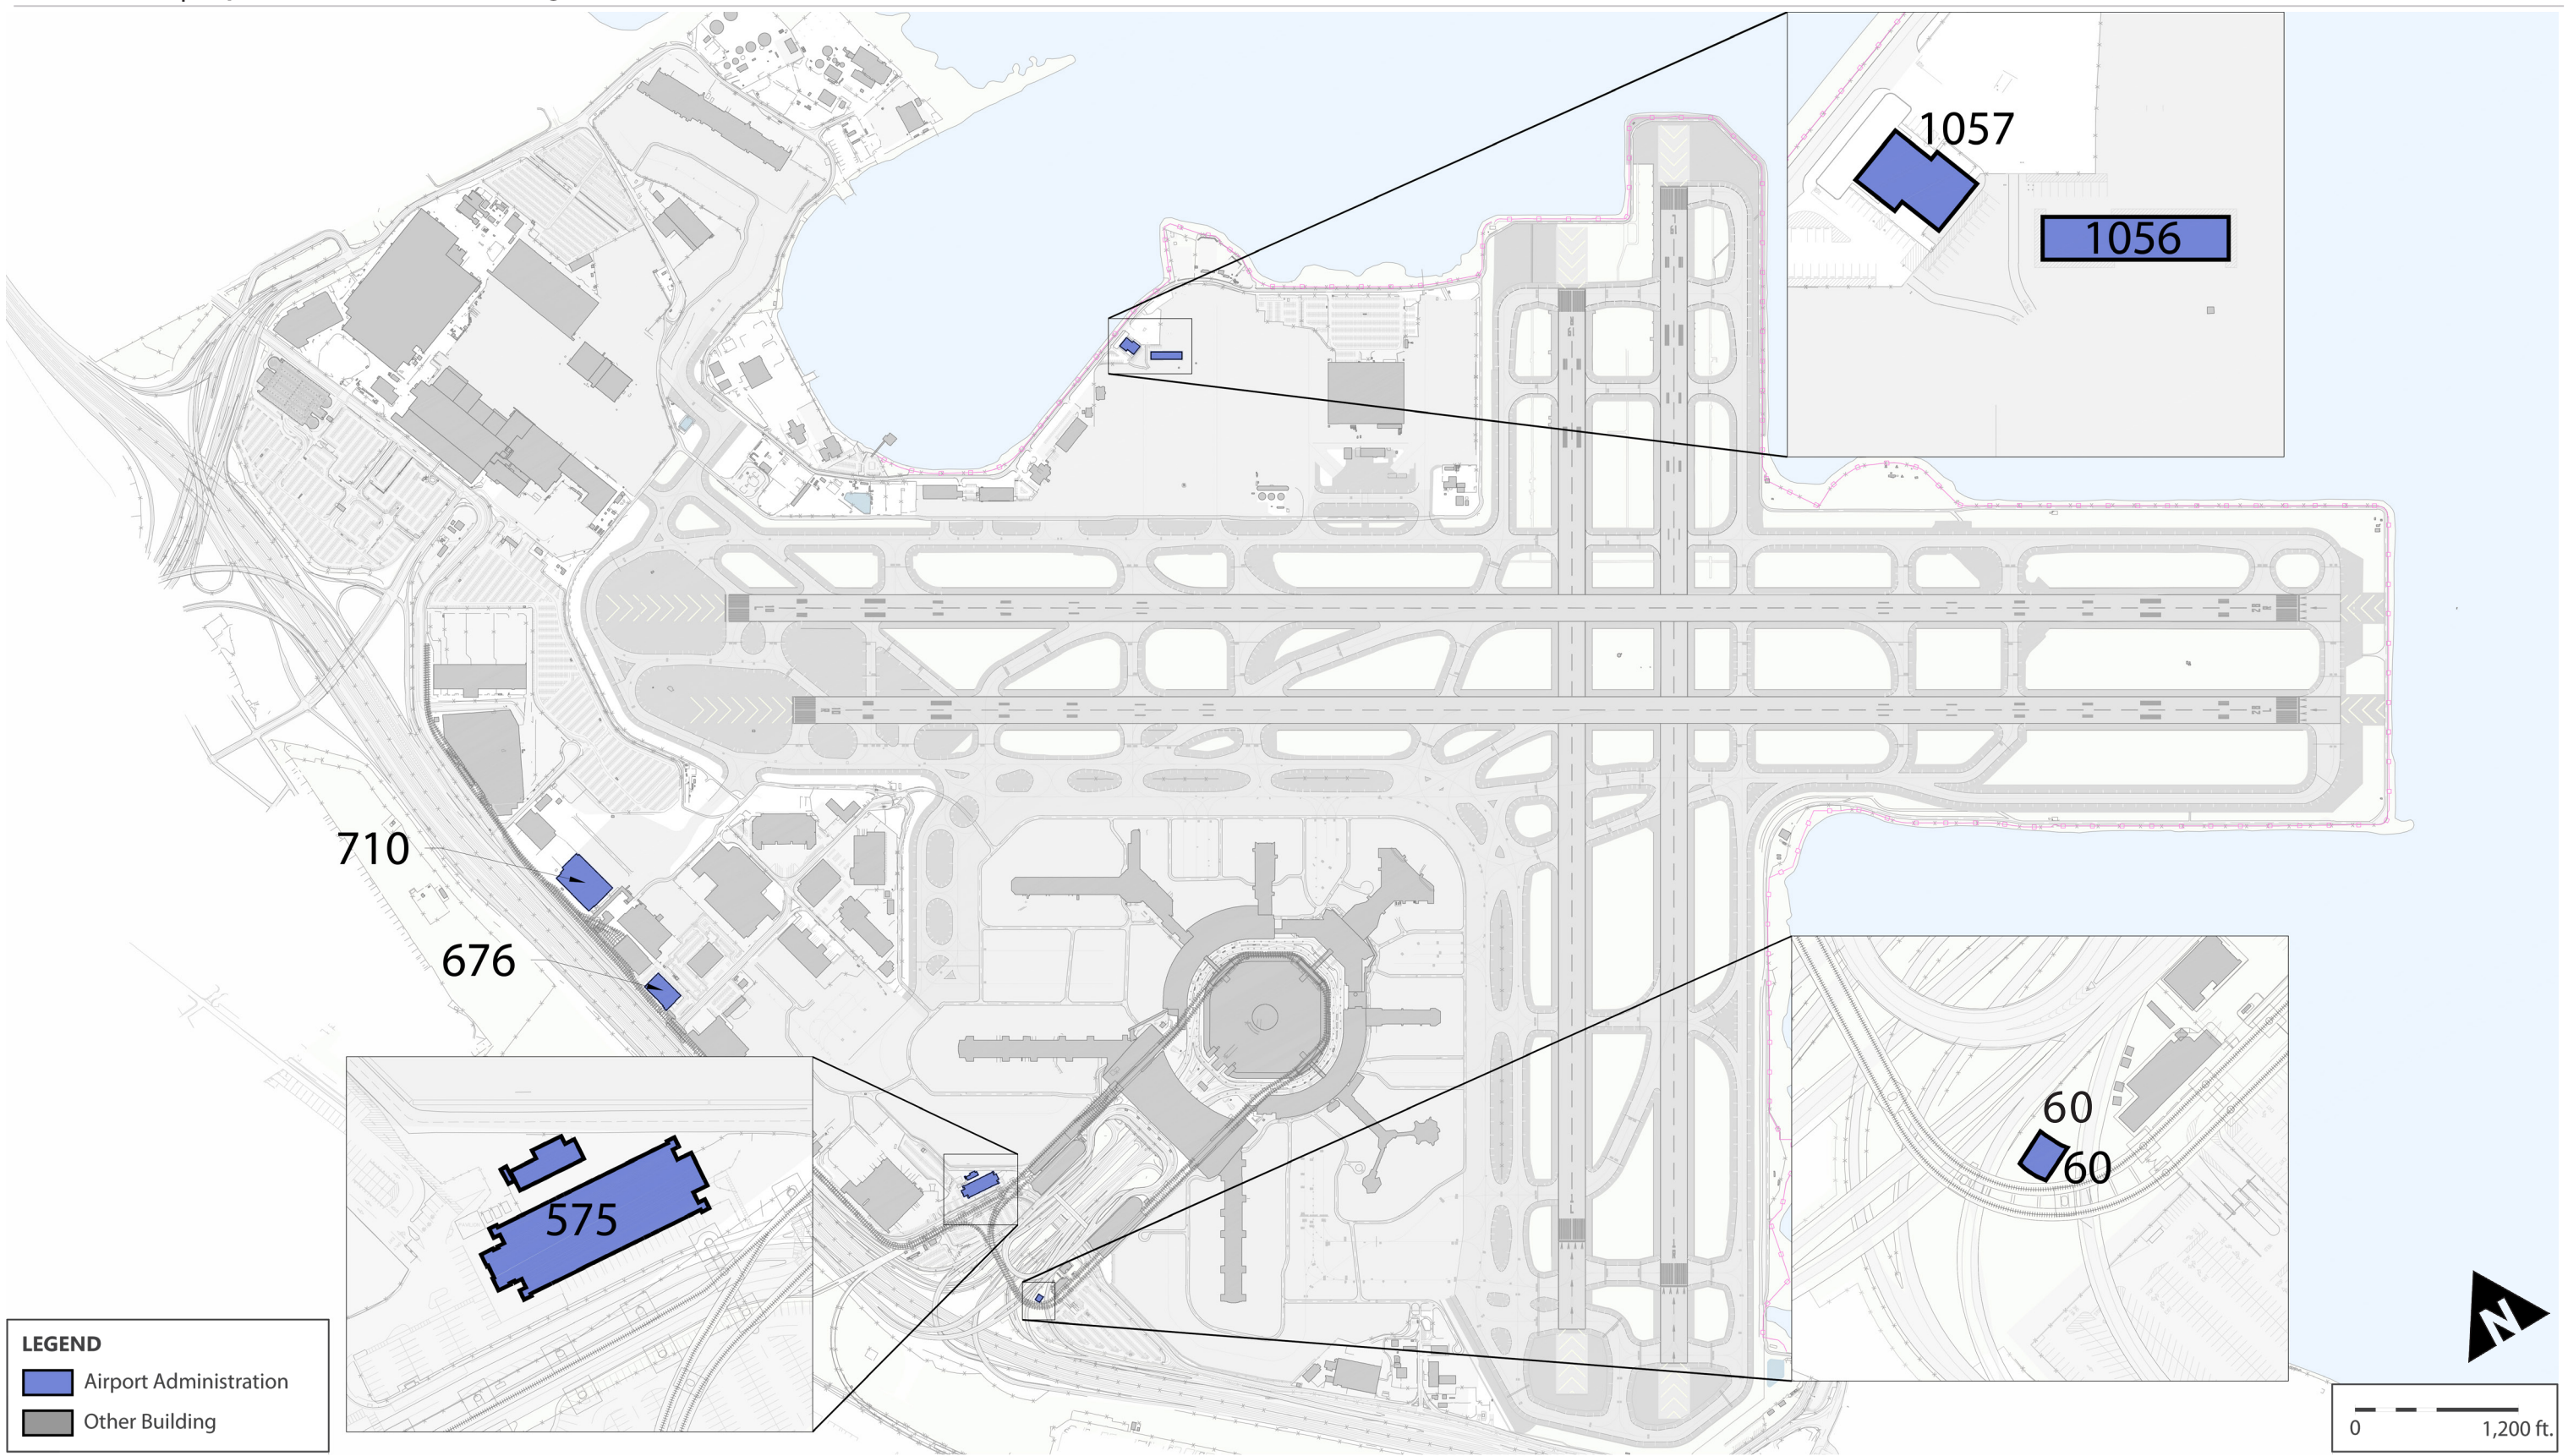 1057
1056
710
676
60
60
575
N
LEGEND
Airport Administration
Other Building
0 1,200 ft.